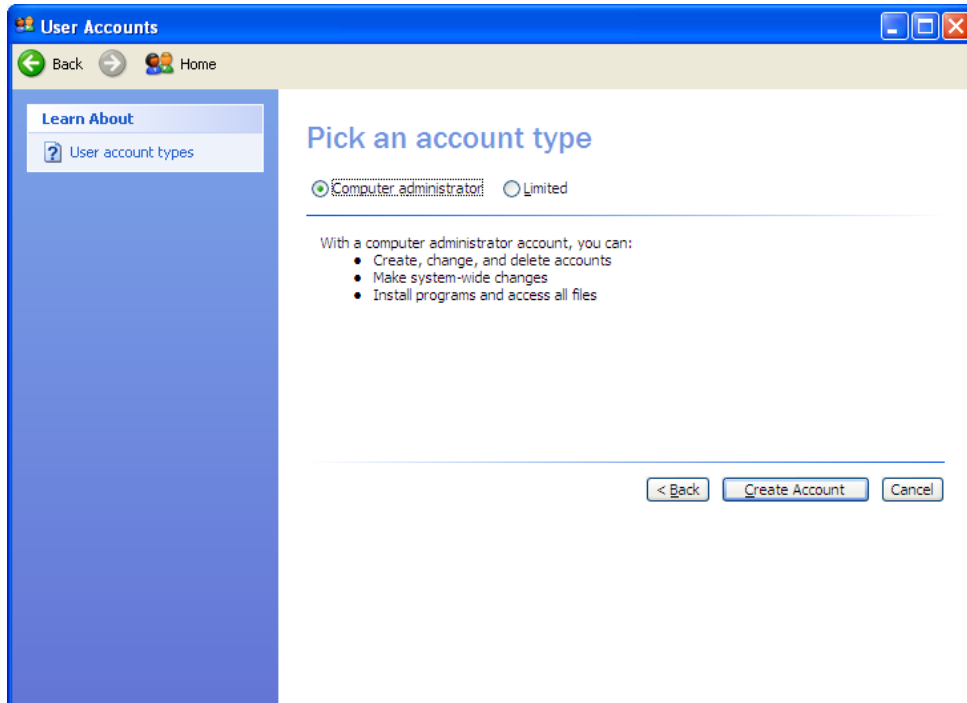 User Accounts
Back Home
Learn About
User account types
Pick an account type
Computer administrator Limited
With a computer administrator account, you can:
• Create, change, and delete accounts
• Make system-wide changes
• Install programs and access all files
< Back Create Account Cancel